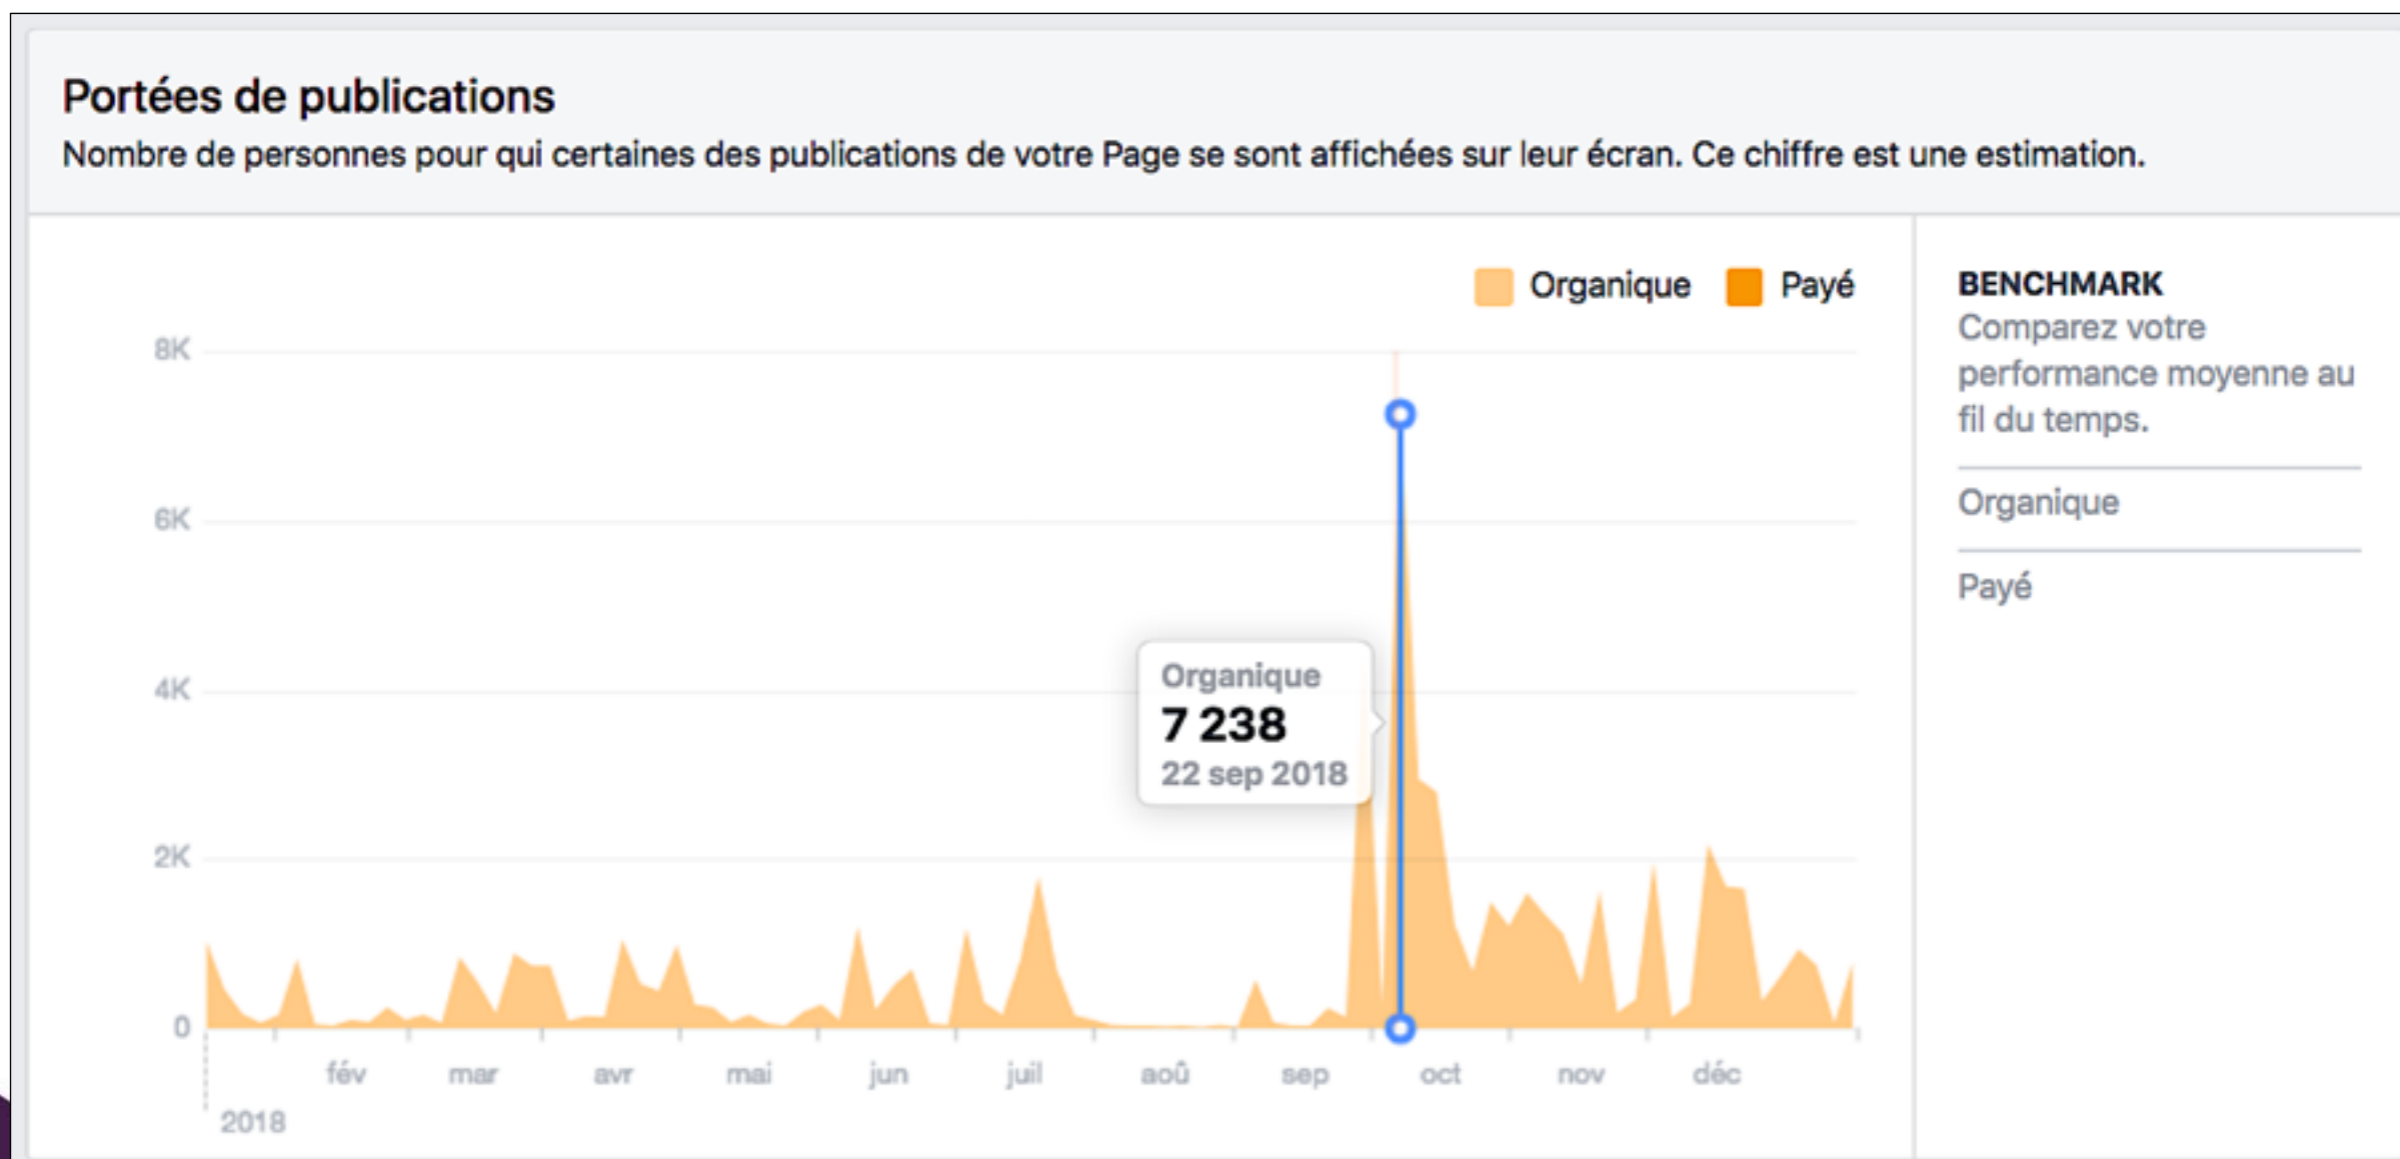 Portées de publications
Nombre de personnes pour qui certaines des publications de votre Page se sont affichées sur leur écran. Ce chiffre est une estimation.
Organique
Payé
8K
6K
4K
2K
0
Organique
7 238
22 sep 2018
fév
mar
avr
mai
jun
juil
aoû
sep
oct
nov
déc
2018
BENCHMARK
Comparez votre
performance moyenne au
fil du temps.
Organique
Payé